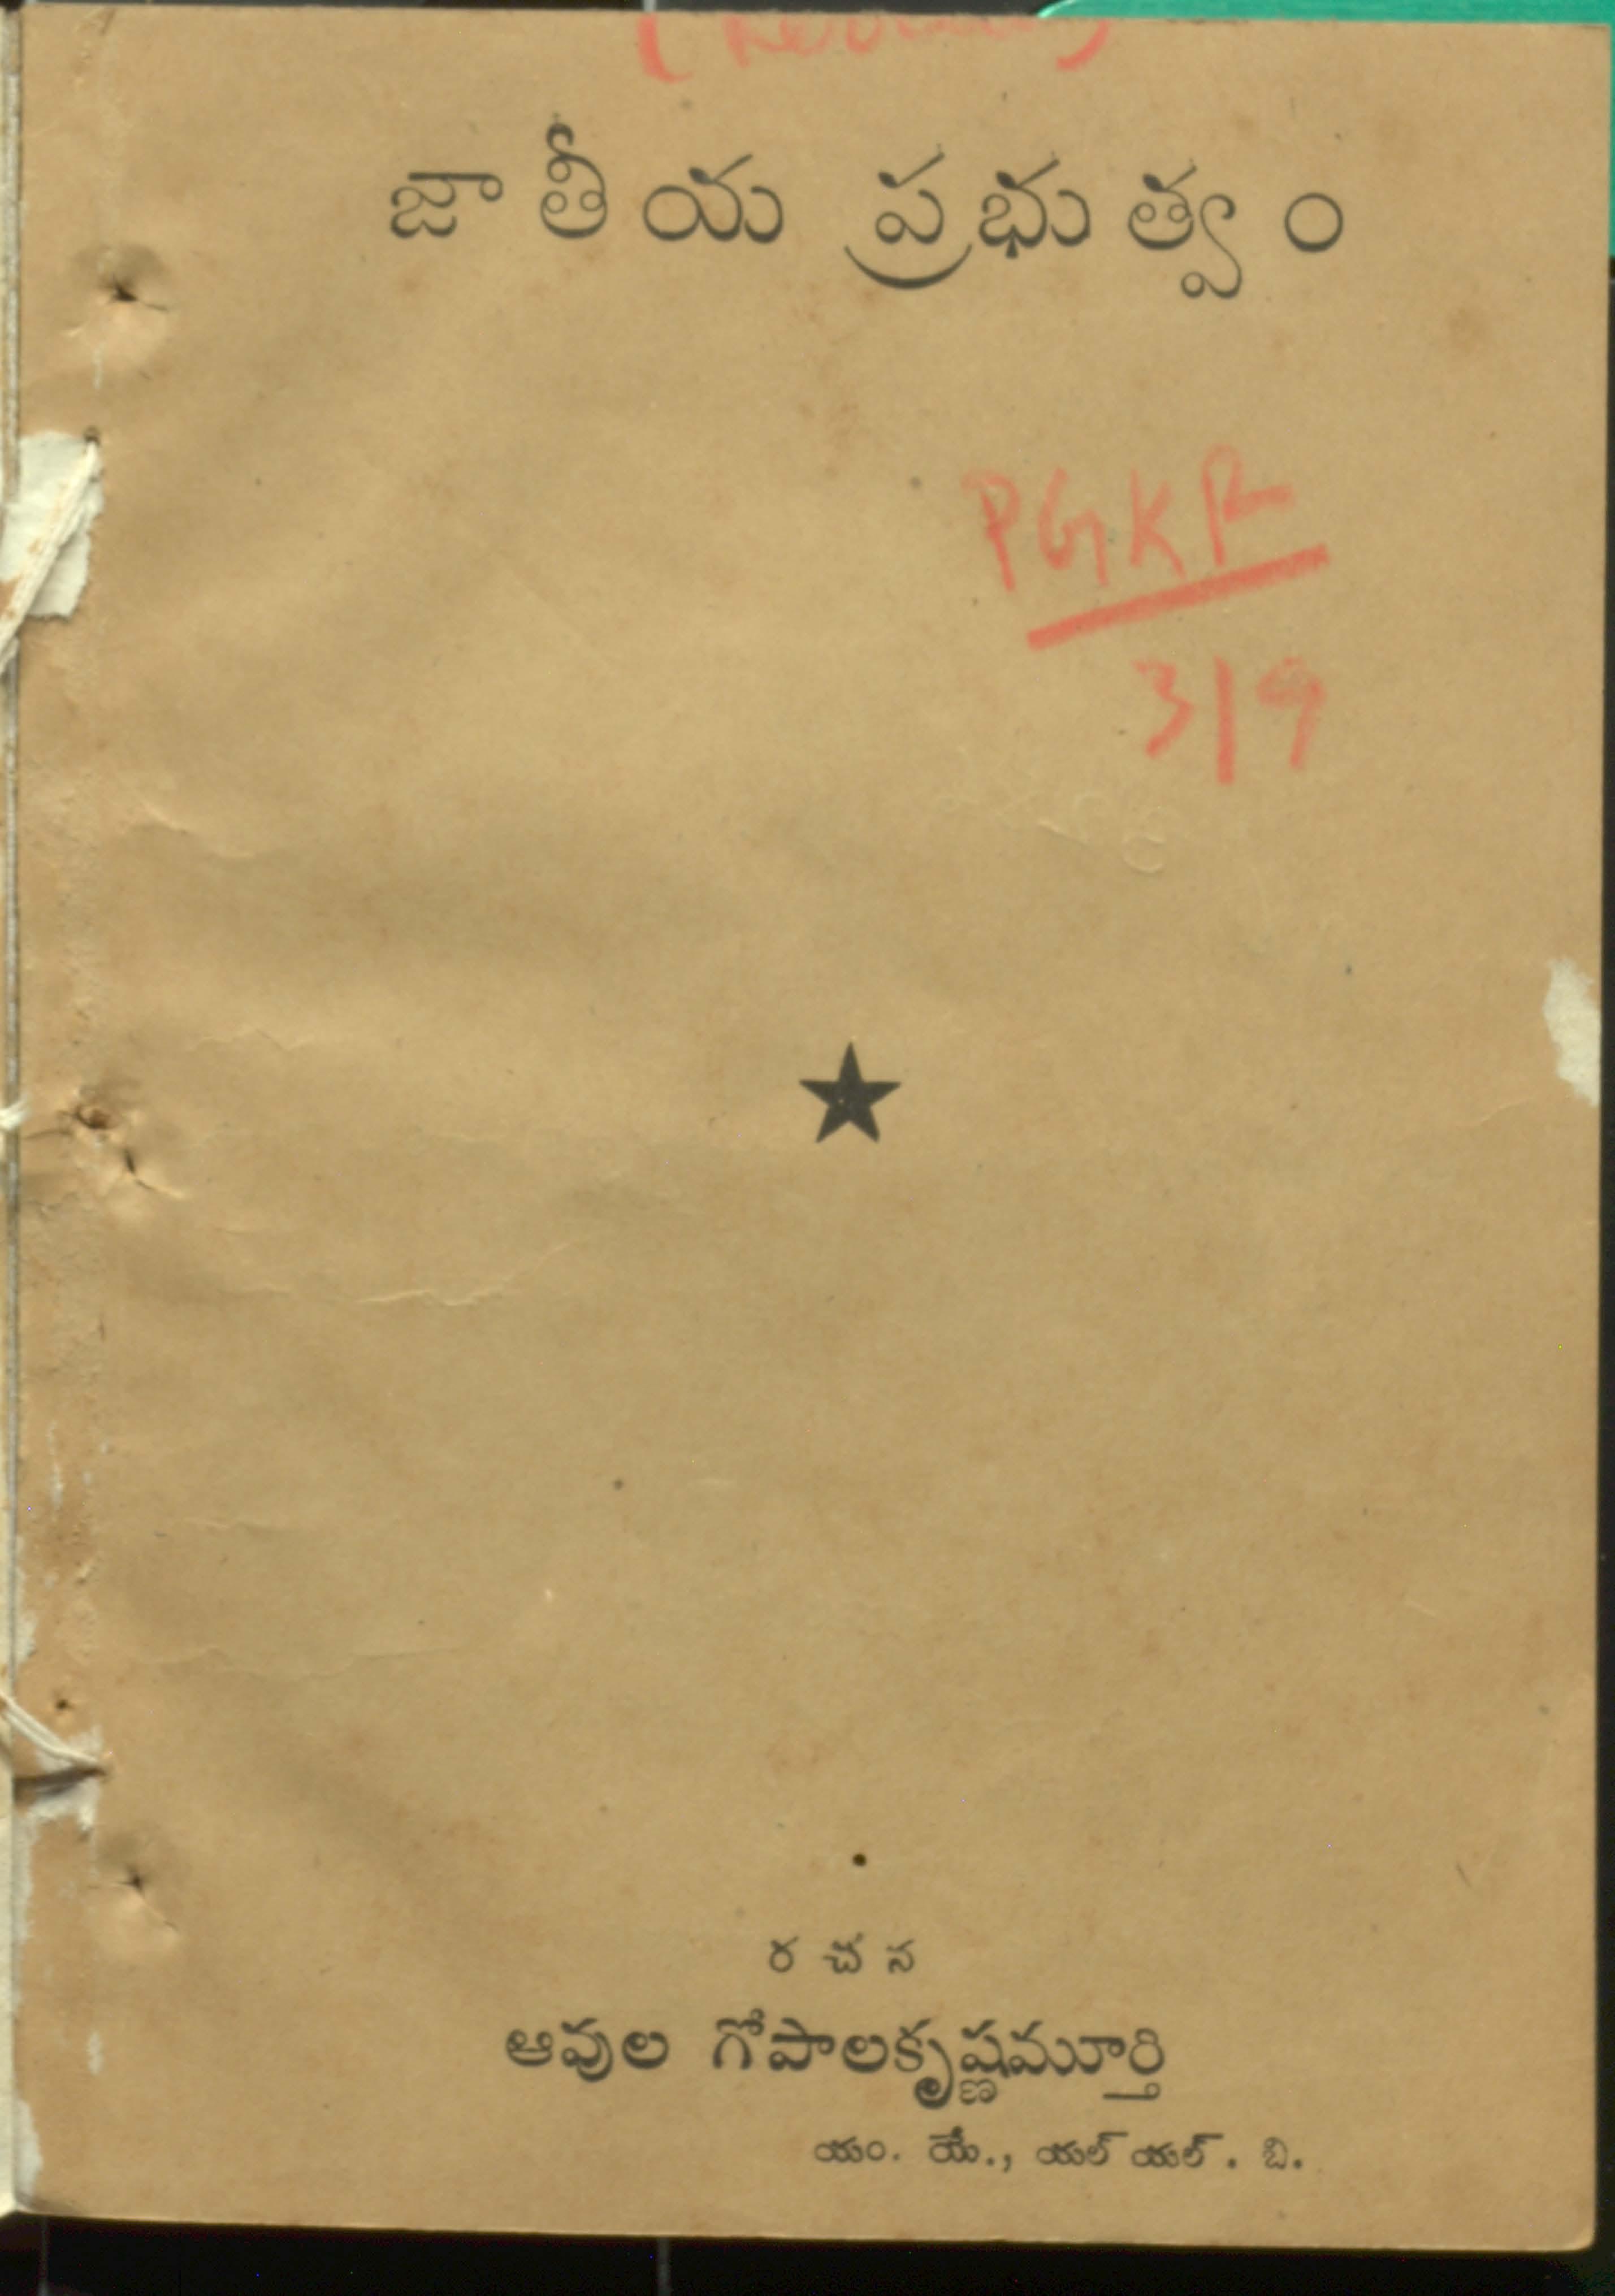 జాతీయ ప్రభుత్వం
PGKR
319
రచన
ఆవుల గోపాలకృష్ణమూర్తి
యం. యే., యల్ యల్. బి.